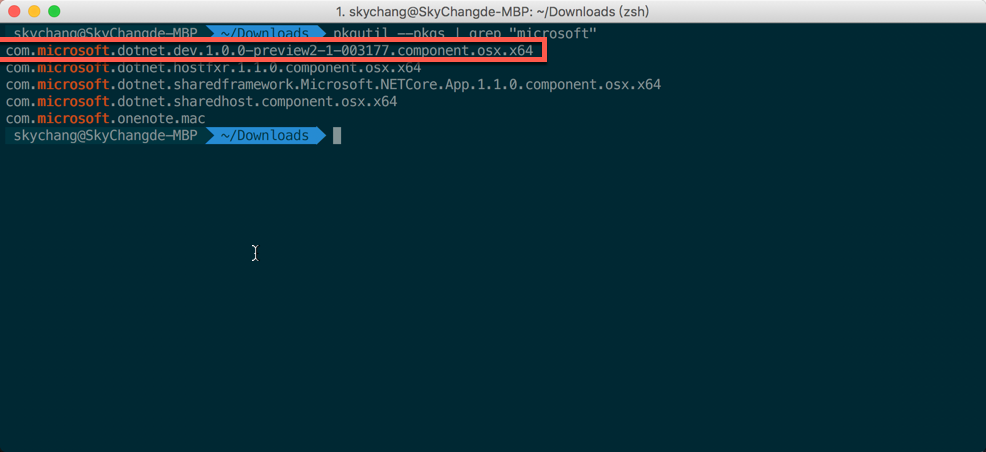 1. skychang@SkyChangde-MBP: ~/Downloads (zsh)
skychang@SkyChangde-MBP ~/Downloads pkgutil --pkgs | grep "microsoft"
com.microsoft.dotnet.dev.1.0.0-preview2-1-003177.component.osx.x64
com.microsoft.dotnet.hostfxr.1.1.0.component.osx.x64
com.microsoft.dotnet.sharedframework.Microsoft.NETCore.App.1.1.0.component.osx.x64
com.microsoft.dotnet.sharedhost.component.osx.x64
com.microsoft.onenote.mac
skychang@SkyChangde-MBP ~/Downloads